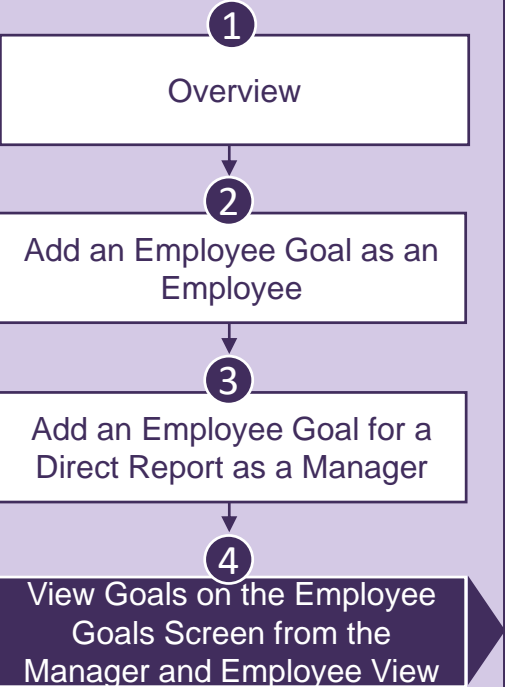 1
Overview
2
Add an Employee Goal as an
Employee
3
Add an Employee Goal for a
Direct Report as a Manager
4
View Goals on the Employee
Goals Screen from the
Manager and Employee View